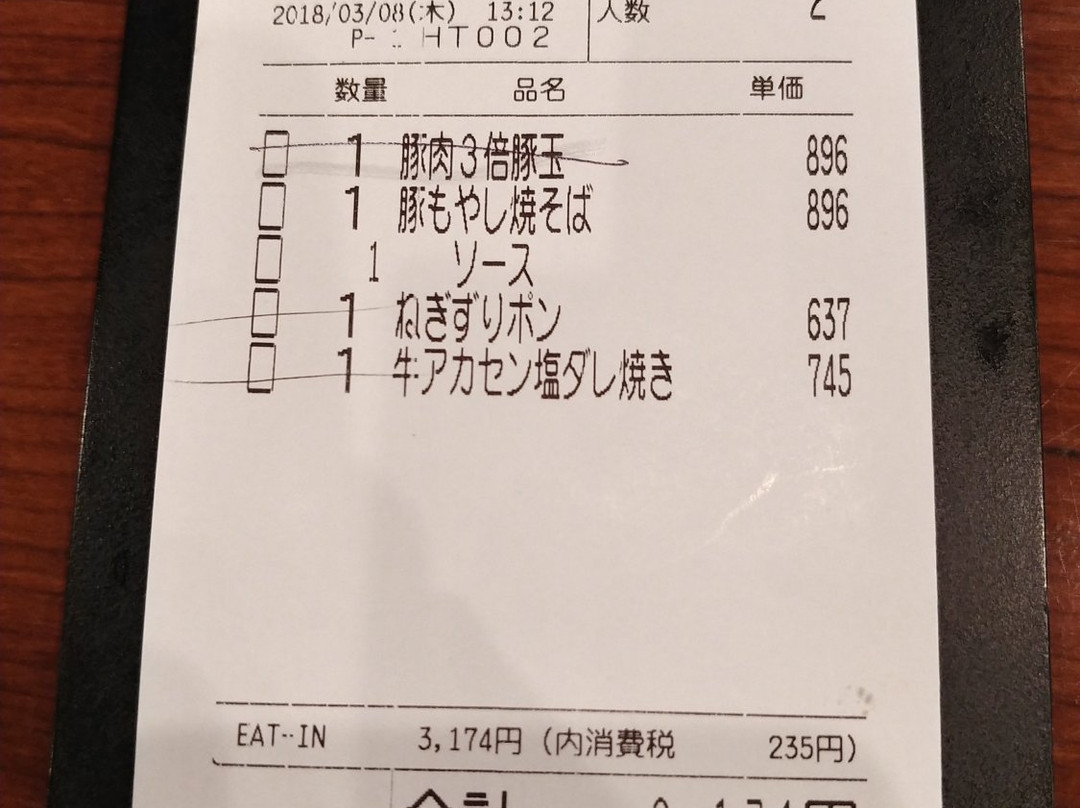 2018/03/08(木) 13:12 人数 2
HT002
数量 品名 単価
1 豚肉3倍豚玉 896
1 豚もやし焼そば 896
1 ソース
1 ねぎずりポン 637
1 牛アカセン塩ダレ焼き 745
EAT-IN 3,174円 (内消費税 235円)